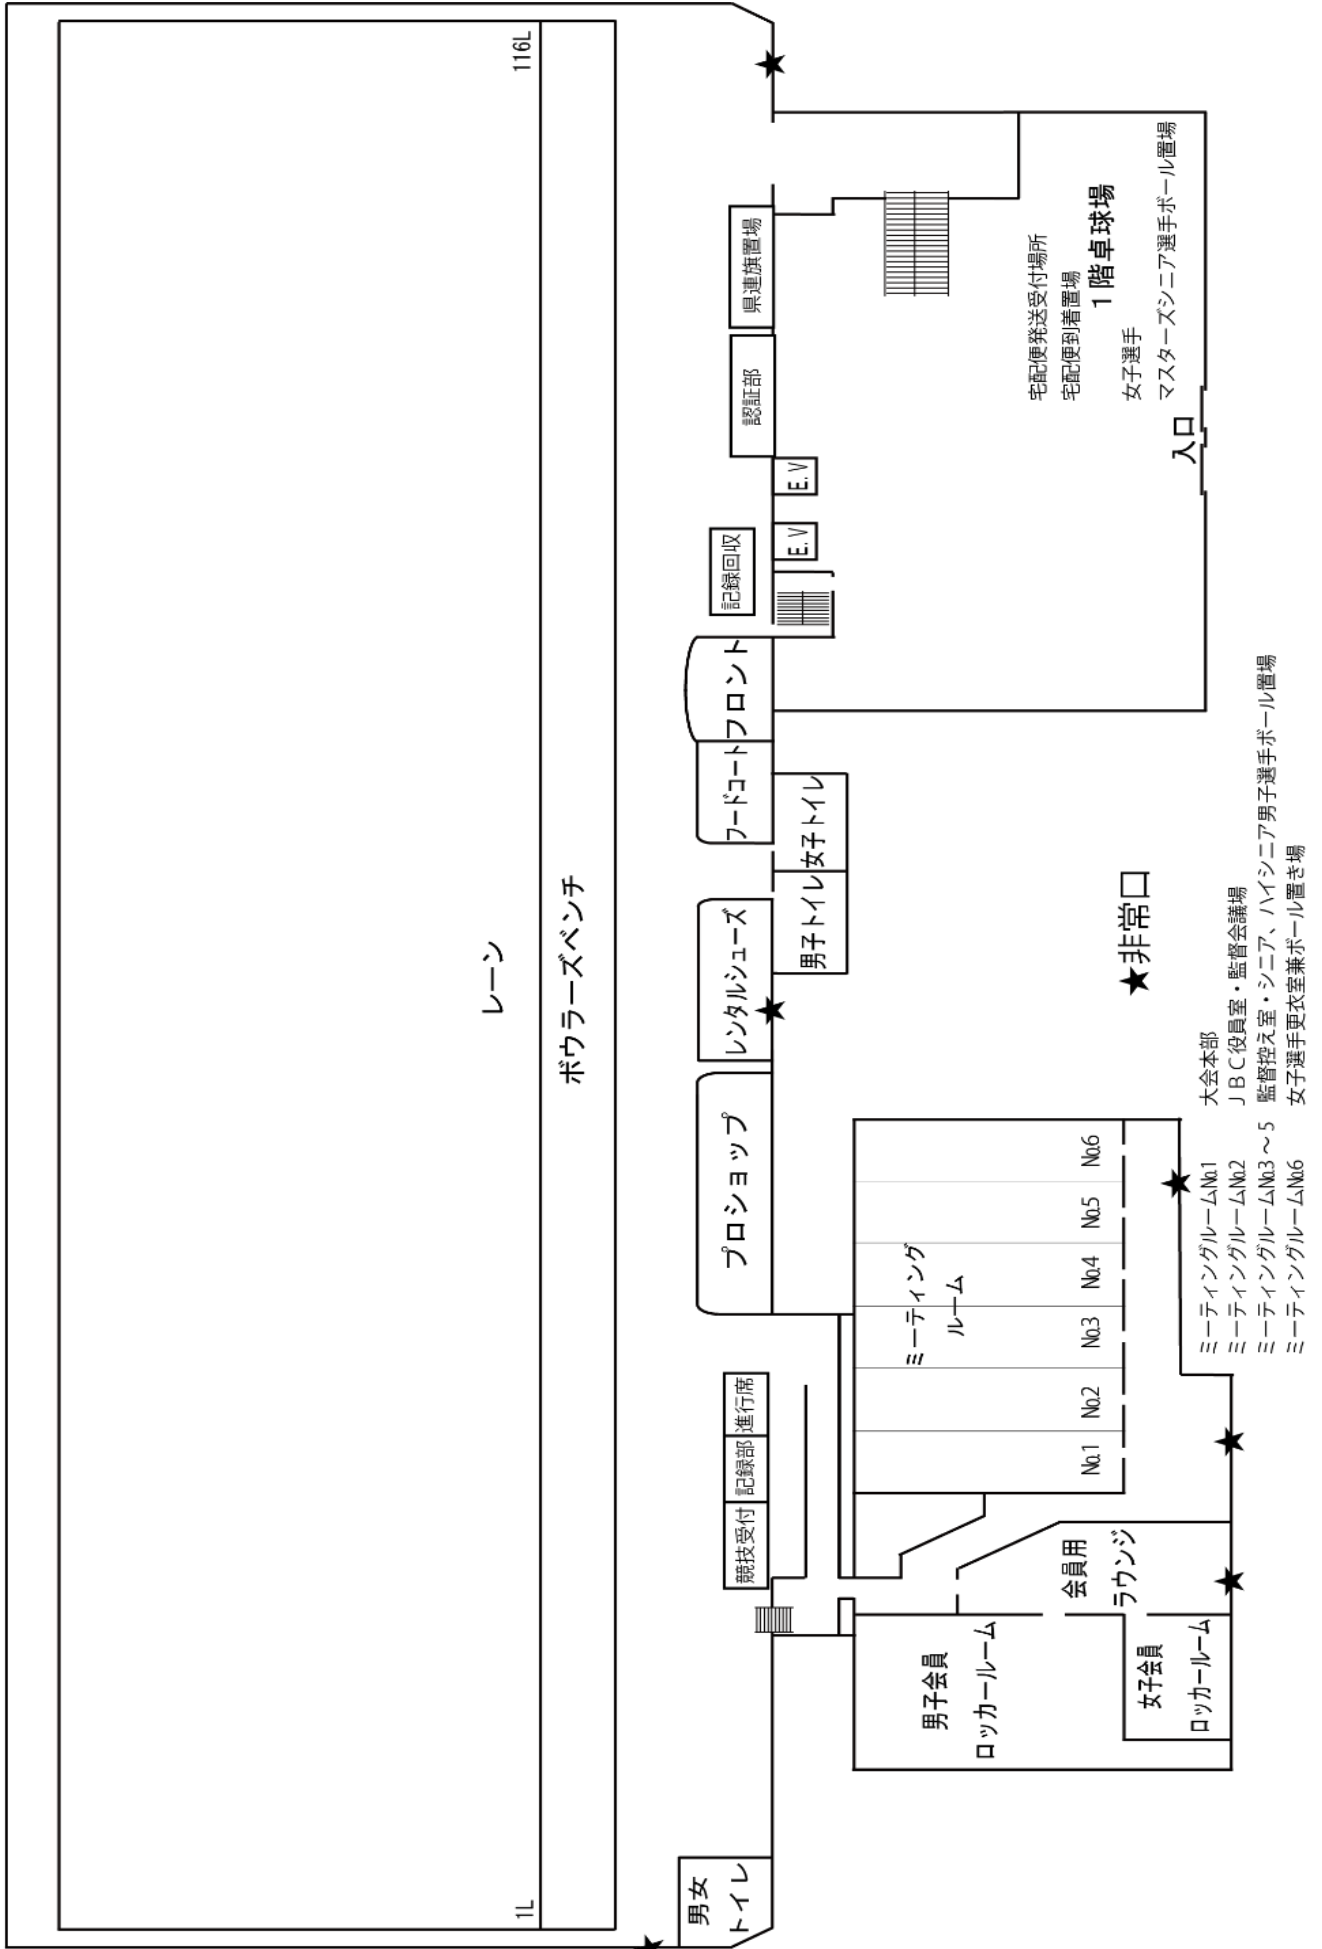 1L
116L
レーン
ボウラーズベンチ
男女
トイレ
競技受付
記録部
進行席
プロショップ
レンタルシューズ
フードコート
フロント
記録回収
認証部
県連旗置場
男子トイレ
女子トイレ
E.V
E.V
男子会員
ロッカールーム
女子会員
ロッカールーム
会員用
ラウンジ
ミーティング
ルーム
№1
№2
№3
№4
№5
№6
宅配便発送受付場所
宅配便到着置場
1階卓球場
女子選手
マスターズシニア選手ボール置場
入口
★非常口
ミーティングルーム№1 大会本部
ミーティングルーム№2 JBC役員室・監督会議場
ミーティングルーム№3～5 監督控え室・シニア、ハイシニア男子選手ボール置場
ミーティングルーム№6 女子選手更衣室兼ボール置き場